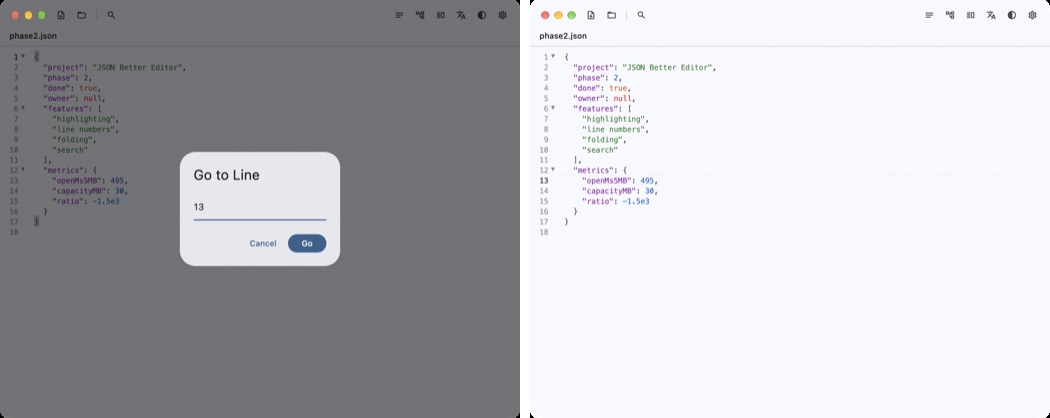 phase2.json
1 {
2 "project": "JSON Better Editor",
3 "phase": 2,
4 "done": true,
5 "owner": null,
6 "features": [
7 "highlighting",
8 "line numbers",
9 "folding",
10 "search"
11 ],
12 "metrics": {
13 "openMs5MB": 495,
14 "capacityMB": 30,
15 "ratio": -1.5e3
16 }
17 }
18
Go to Line
13
Cancel
Go
phase2.json
1 {
2 "project": "JSON Better Editor",
3 "phase": 2,
4 "done": true,
5 "owner": null,
6 "features": [
7 "highlighting",
8 "line numbers",
9 "folding",
10 "search"
11 ],
12 "metrics": {
13 "openMs5MB": 495,
14 "capacityMB": 30,
15 "ratio": -1.5e3
16 }
17 }
18